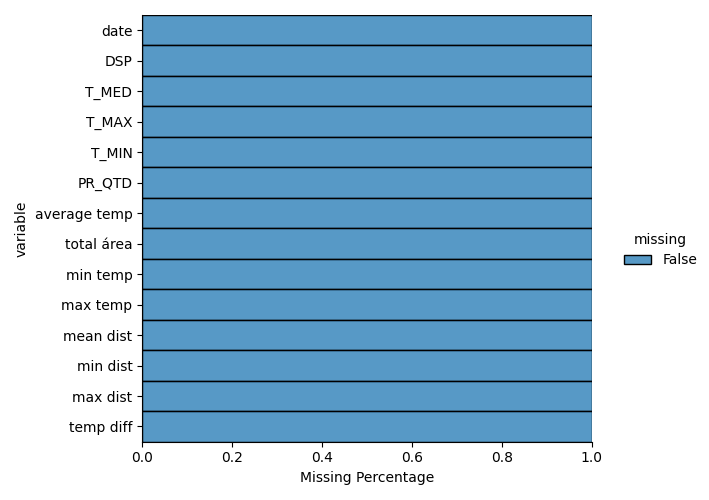 date
DSP
T_MED
T_MAX
T_MIN
PR_QTD
average temp
total área
min temp
max temp
mean dist
min dist
max dist
temp diff
variable
0.0 0.2 0.4 0.6 0.8 1.0
Missing Percentage
missing
False